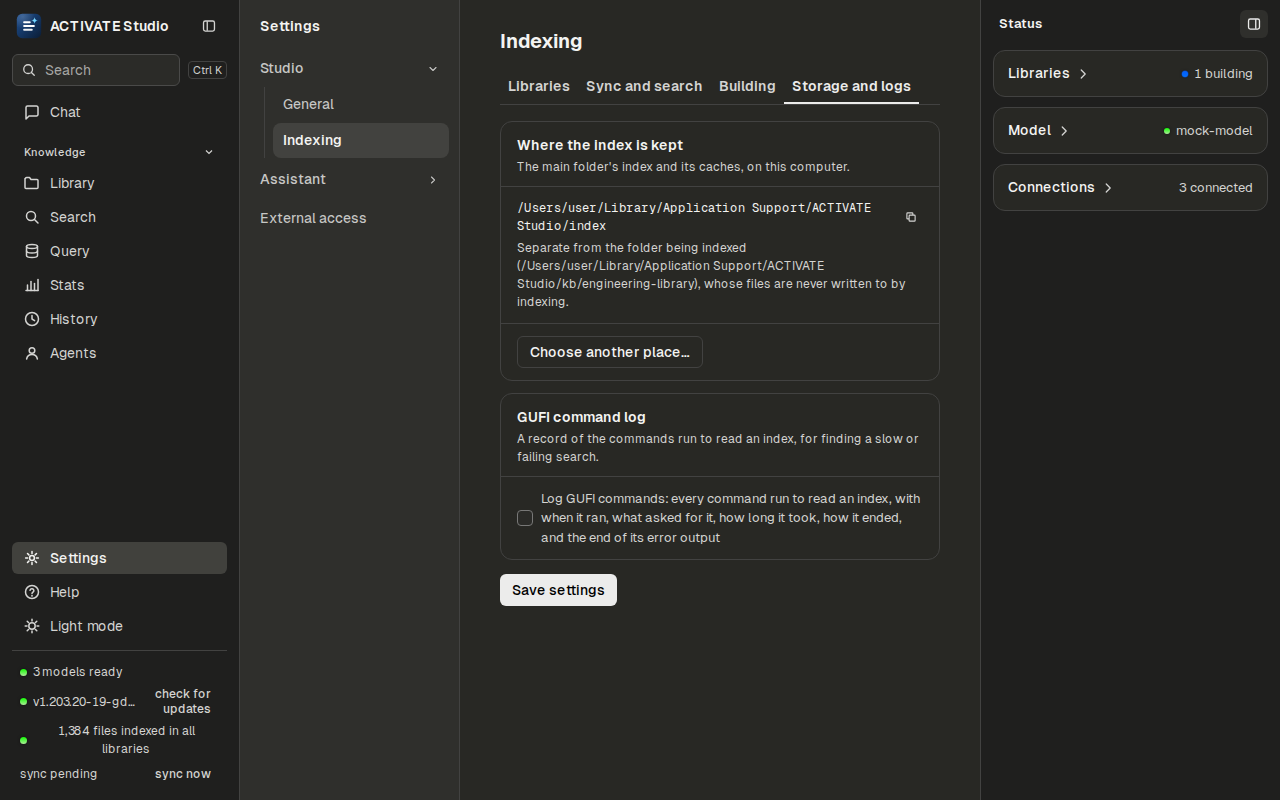 ACTIVATE Studio
Search
Ctrl K
Chat
Knowledge
Library
Search
Query
Stats
History
Agents
Settings
Help
Light mode
3 models ready
v1.203.20-19-gd…
check for updates
1,384 files indexed in all libraries
sync pending
sync now
Settings
Studio
General
Indexing
Assistant
External access
Indexing
Libraries
Sync and search
Building
Storage and logs
Where the index is kept
The main folder's index and its caches, on this computer.
/Users/user/Library/Application Support/ACTIVATE
Studio/index
Separate from the folder being indexed
(/Users/user/Library/Application Support/ACTIVATE
Studio/kb/engineering-library), whose files are never written to by
indexing.
Choose another place…
GUFI command log
A record of the commands run to read an index, for finding a slow or
failing search.
Log GUFI commands: every command run to read an index, with
when it ran, what asked for it, how long it took, how it ended,
and the end of its error output
Save settings
Status
Libraries
1 building
Model
mock-model
Connections
3 connected